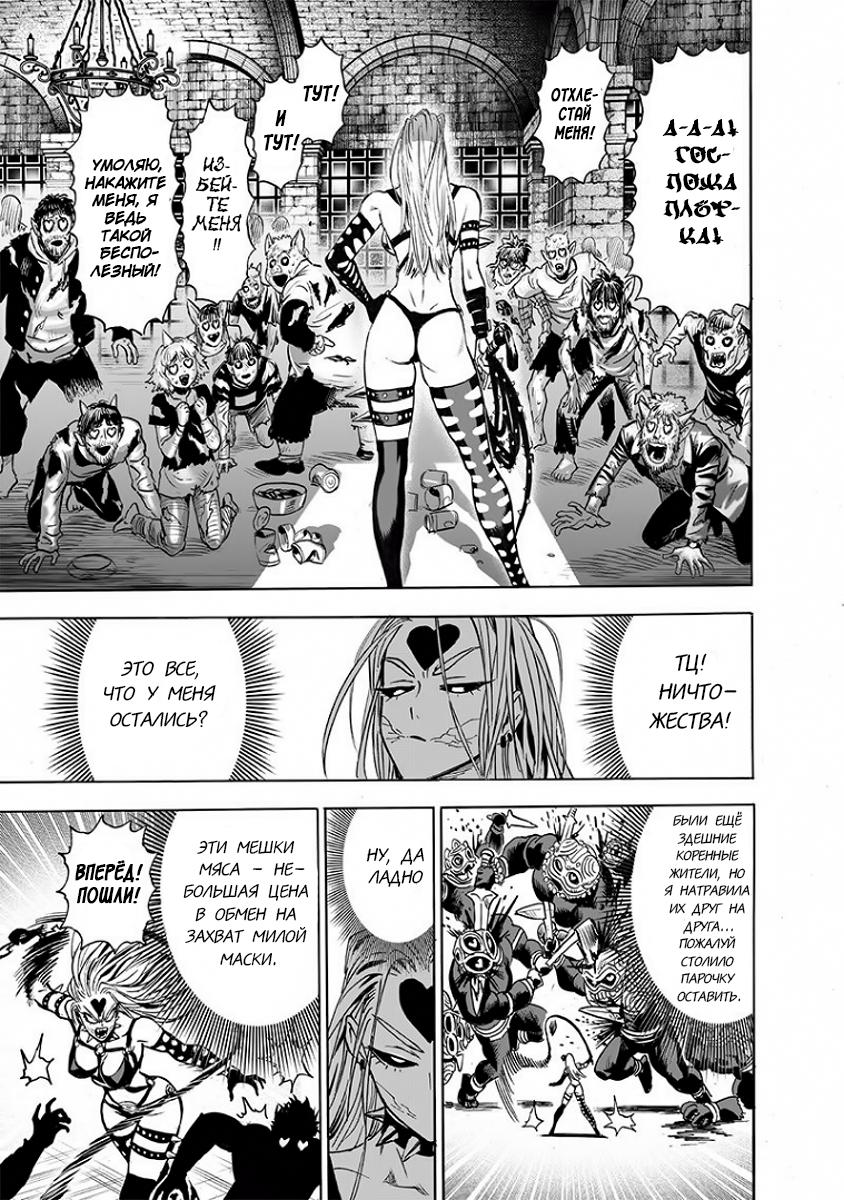 А-А-А!
ГОС-
ПОЖА
ПЛЁТ-
КА!
ОТХЛЕ-
СТАЙ
МЕНЯ!
ТУТ!
И
ТУТ!
ИЗ-
БЕЙ-
ТЕ
МЕНЯ
!!
УМОЛЯЮ,
НАКАЖИТЕ
МЕНЯ, Я
ВЕДЬ
ТАКОЙ
БЕСПО-
ЛЕЗНЫЙ!
ТЦ!
НИЧТО-
ЖЕСТВА!
ЭТО ВСЕ,
ЧТО У МЕНЯ
ОСТАЛИСЬ?
БЫЛИ ЕЩЁ
ЗДЕШНИЕ
КОРЕННЫЕ
ЖИТЕЛИ, НО
Я НАТРАВИЛА
ИХ ДРУГ НА
ДРУГА...
ПОЖАЛУЙ
СТОЛИЛО
ПАРОЧКУ
ОСТАВИТЬ.
НУ, ДА
ЛАДНО
ЭТИ МЕШКИ
МЯСА – НЕ-
БОЛЬШАЯ ЦЕНА
В ОБМЕН НА
ЗАХВАТ МИЛОЙ
МАСКИ.
ВПЕРЁД!
ПОШЛИ!